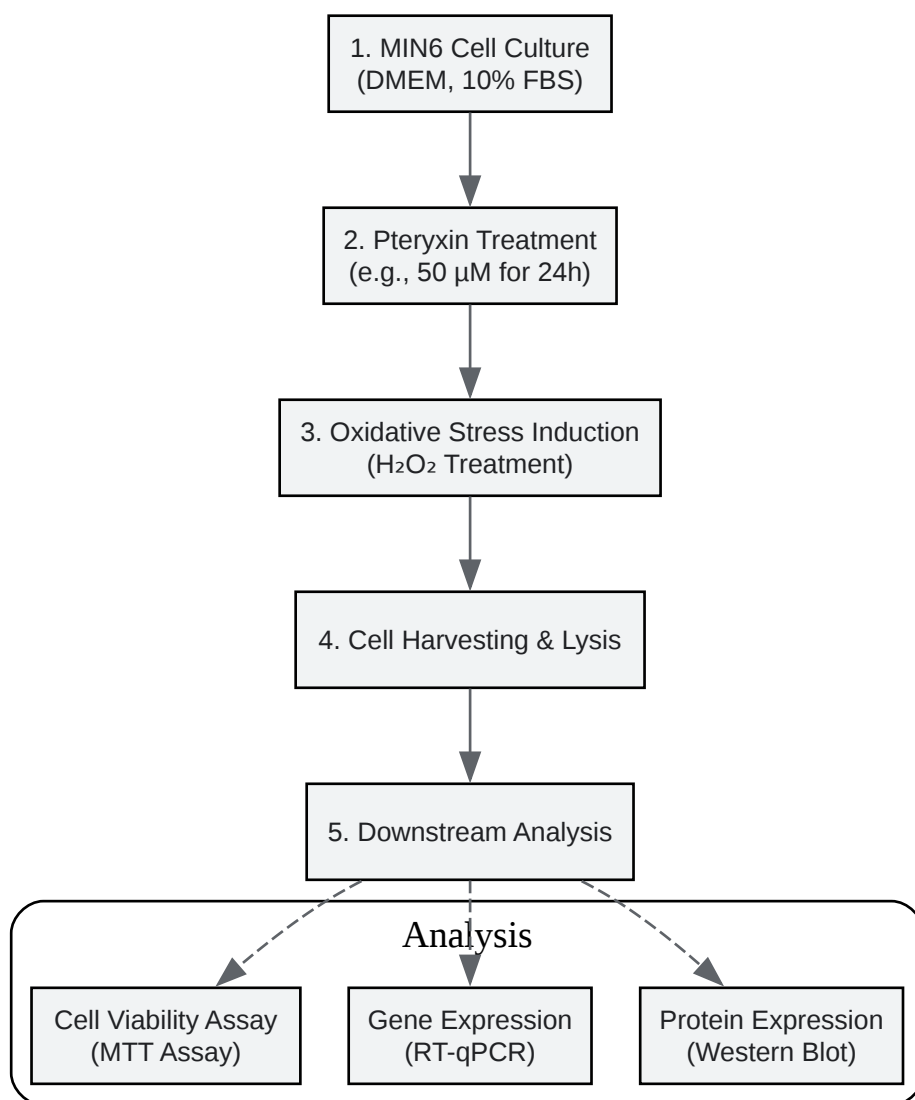 1. MIN6 Cell Culture
(DMEM, 10% FBS)
2. Pteryxin Treatment
(e.g., 50 µM for 24h)
3. Oxidative Stress Induction
(H₂O₂ Treatment)
4. Cell Harvesting & Lysis
5. Downstream Analysis
Analysis
Cell Viability Assay
(MTT Assay)
Gene Expression
(RT-qPCR)
Protein Expression
(Western Blot)